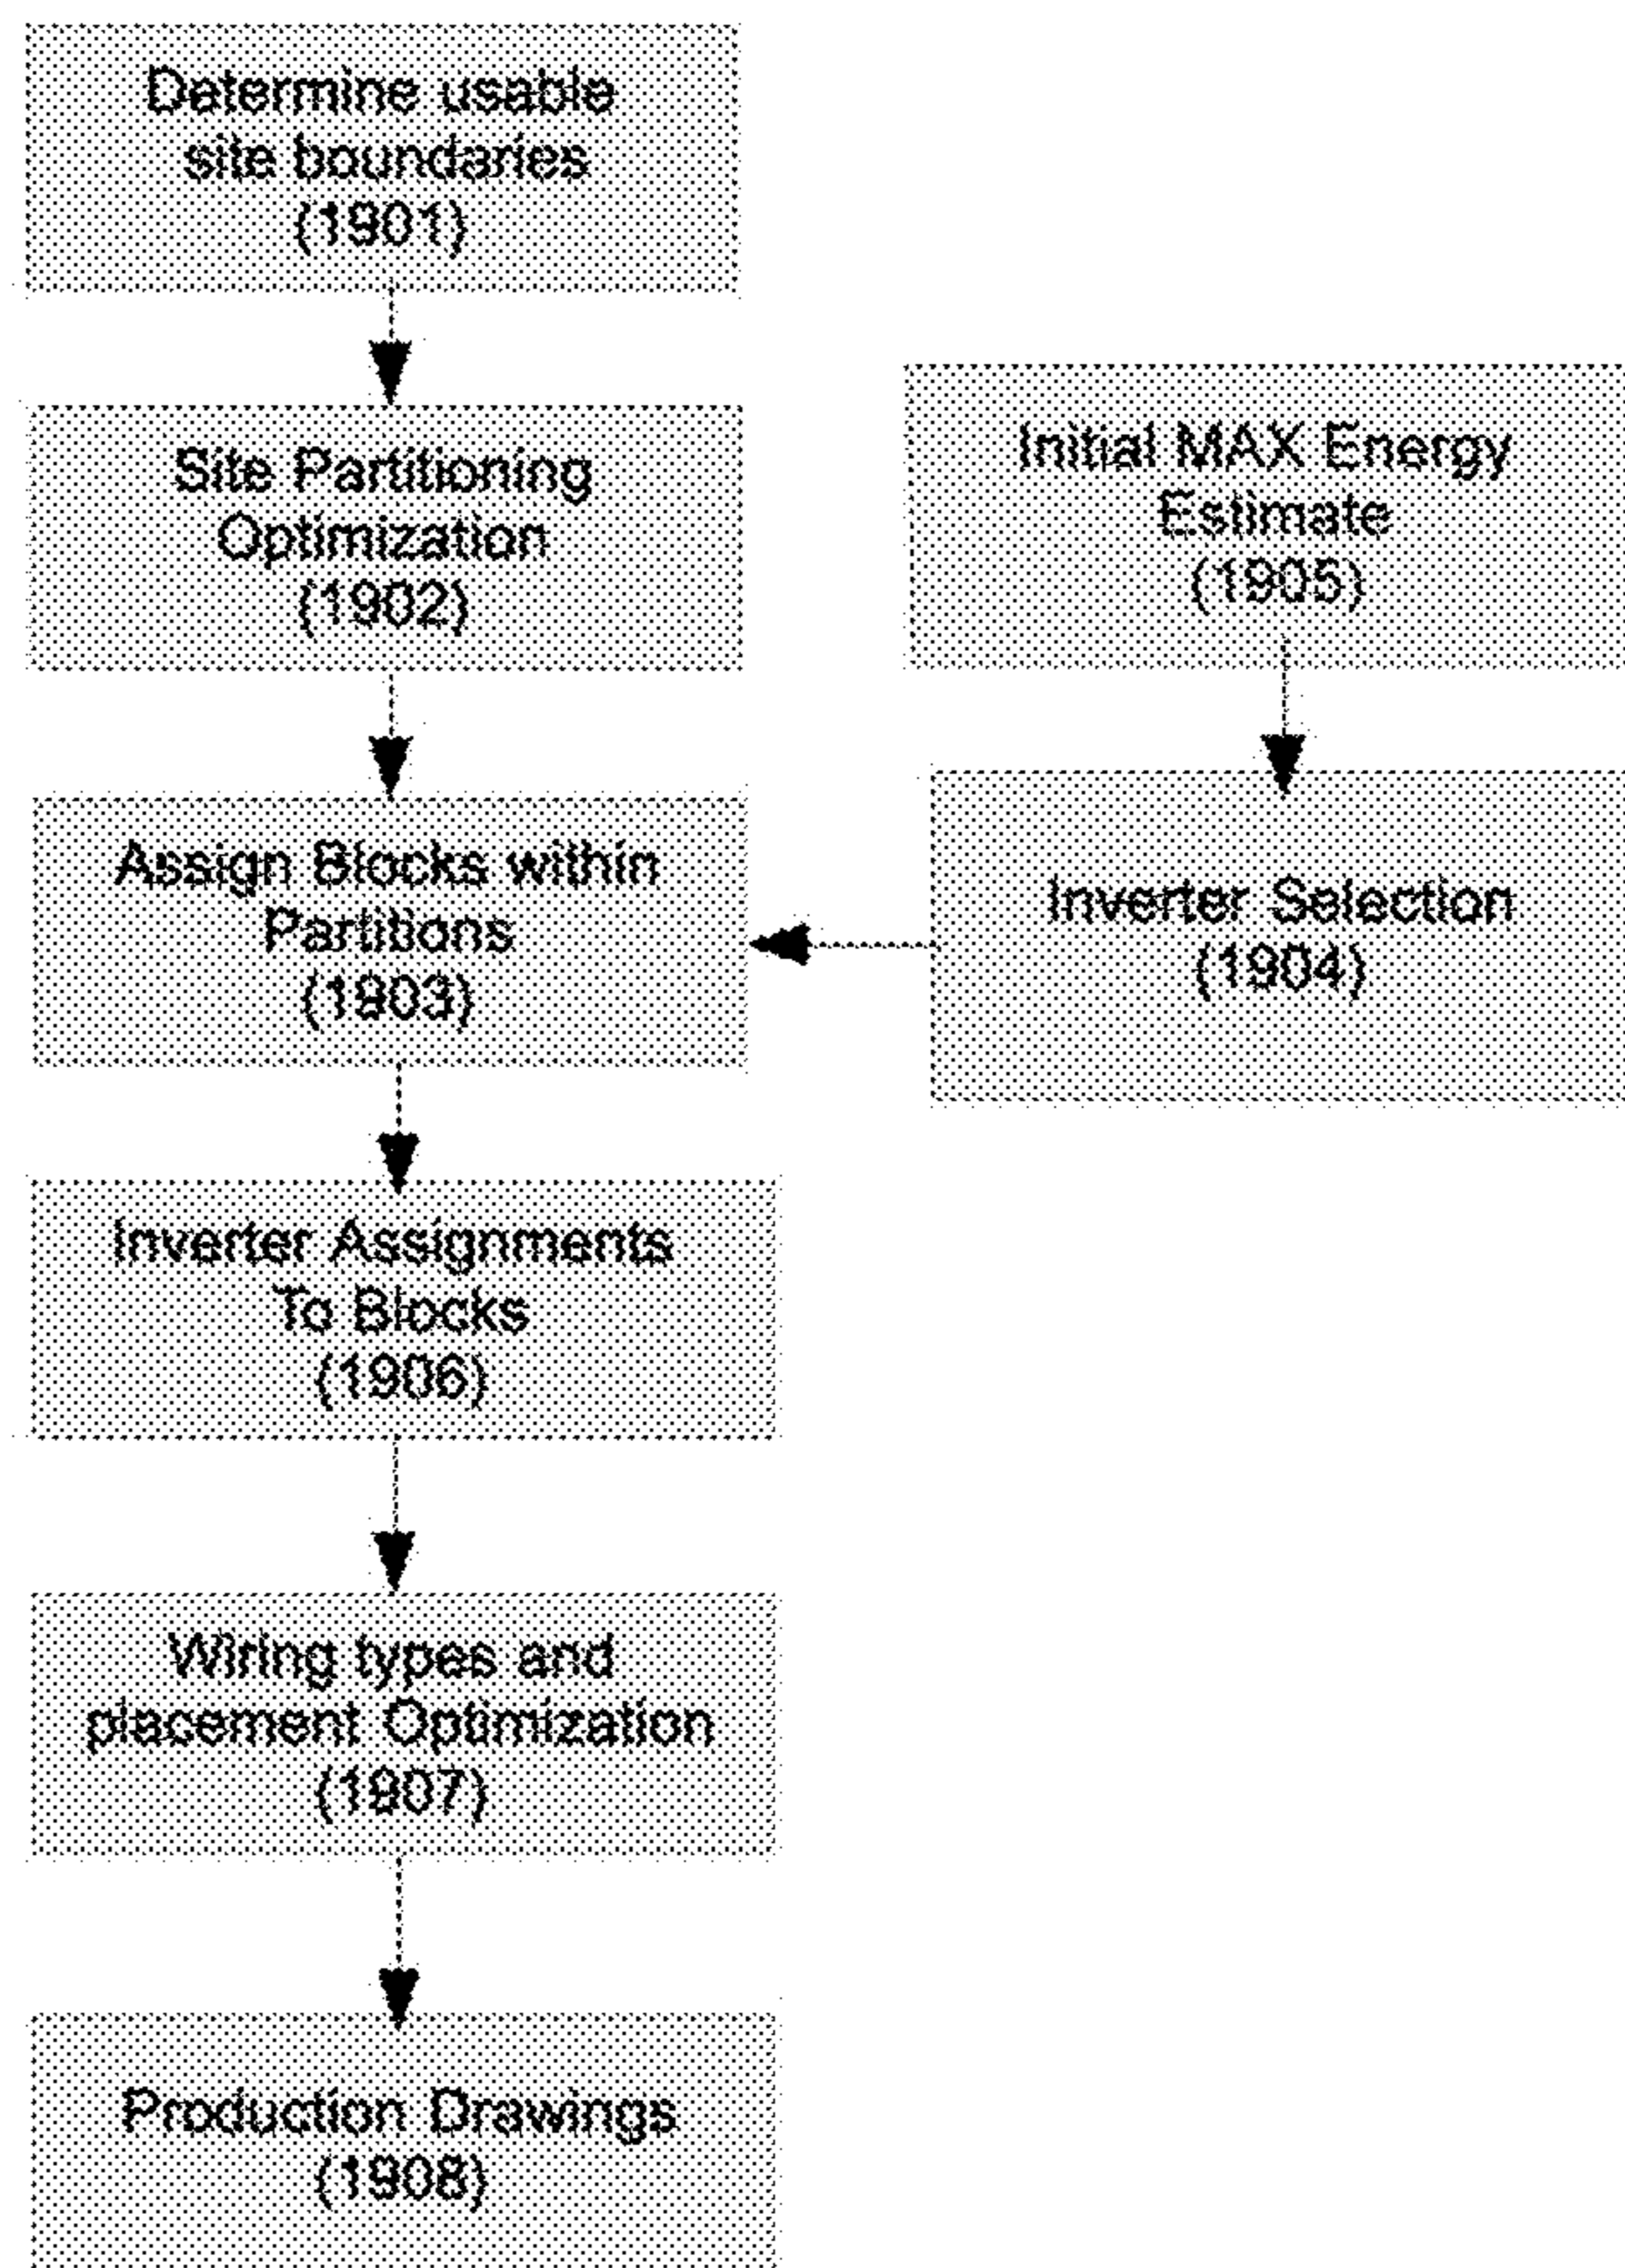 Determine usable
site boundaries
(1901)
Site Partitioning
Optimization
(1902)
Initial MAX Energy
Estimate
(1905)
Assign Blocks within
Partitions
(1903)
Inverter Selection
(1904)
Inverter Assignments
To Blocks
(1906)
Wiring types and
placement Optimization
(1907)
Production Drawings
(1908)